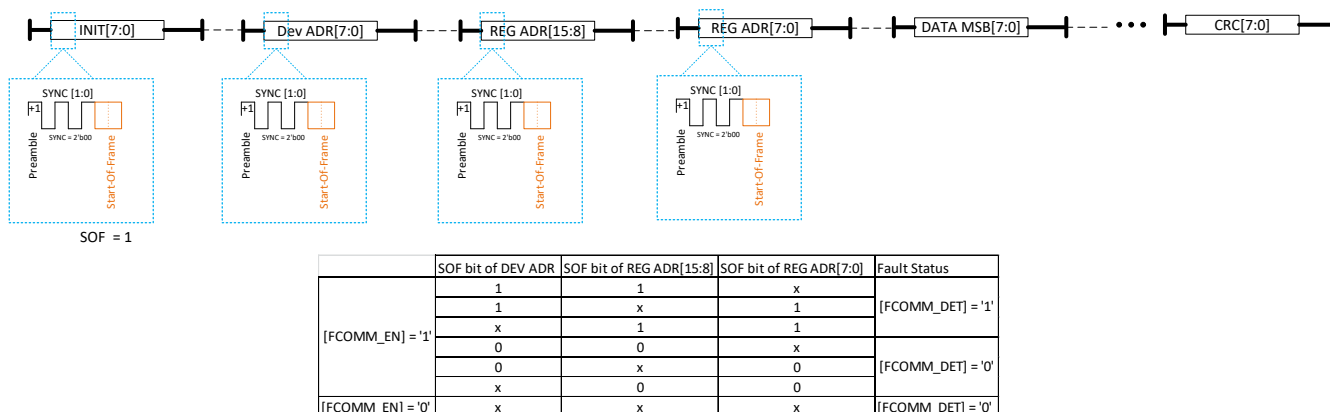 INIT[7:0] Dev ADR[7:0] REG ADR[15:8] REG ADR[7:0] DATA MSB[7:0] CRC[7:0]
SYNC [1:0] SYNC [1:0] SYNC [1:0] SYNC [1:0]
+1 +1 +1 +1
SYNC = 2'b00 SYNC = 2'b00 SYNC = 2'b00 SYNC = 2'b00
Preamble Start-Of-Frame Preamble Start-Of-Frame Preamble Start-Of-Frame Preamble Start-Of-Frame
SOF = 1
SOF bit of DEV ADR SOF bit of REG ADR[15:8] SOF bit of REG ADR[7:0] Fault Status
[FCOMM_EN] = '1' 1 1 x [FCOMM_DET] = '1'
1 x 1
x 1 1
0 0 x [FCOMM_DET] = '0'
0 x 0
x 0 0
[FCOMM_EN] = '0' x x x [FCOMM_DET] = '0'